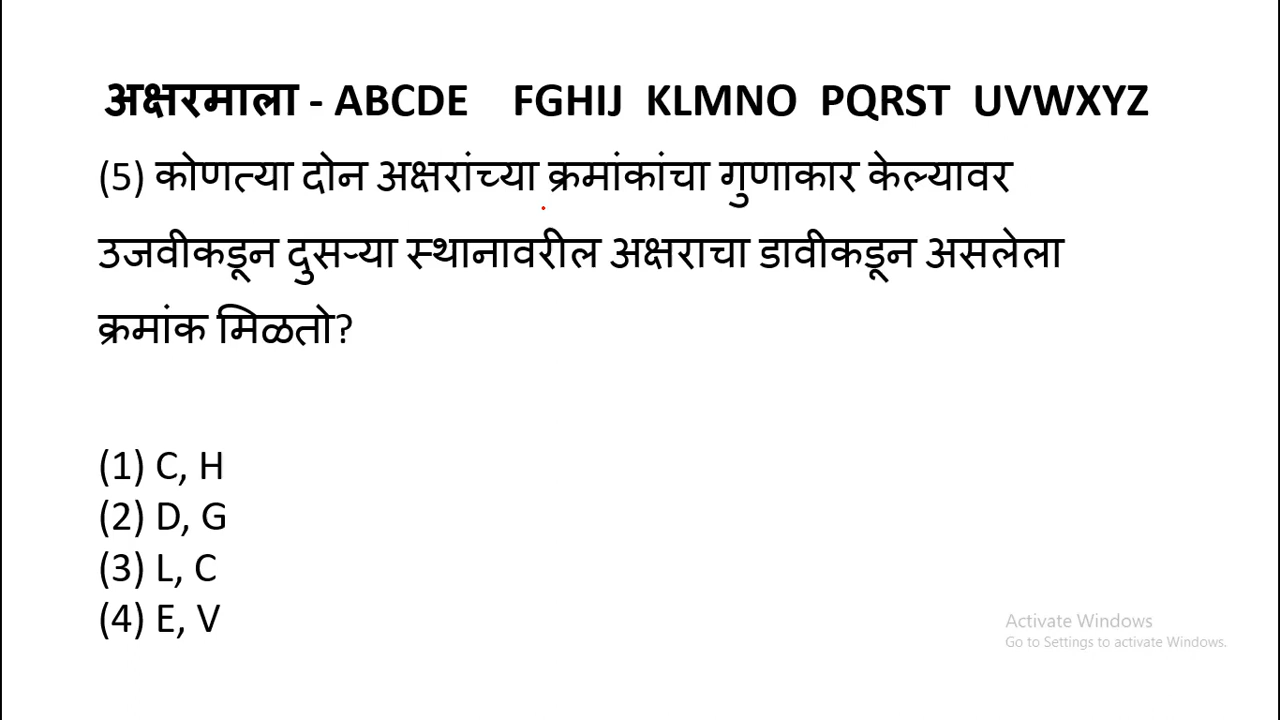 अक्षरमाला - ABCDE FGHIJ KLMNO PQRST UVWXYZ
(5) कोणत्या दोन अक्षरांच्या क्रमांकांचा गुणाकार केल्यावर
उजवीकडून दुसऱ्या स्थानावरील अक्षराचा डावीकडून असलेला
क्रमांक मिळतो?
(1) C, H
(2) D, G
(3) L, C
(4) E, V
Activate Windows
Go to Settings to activate Windows.